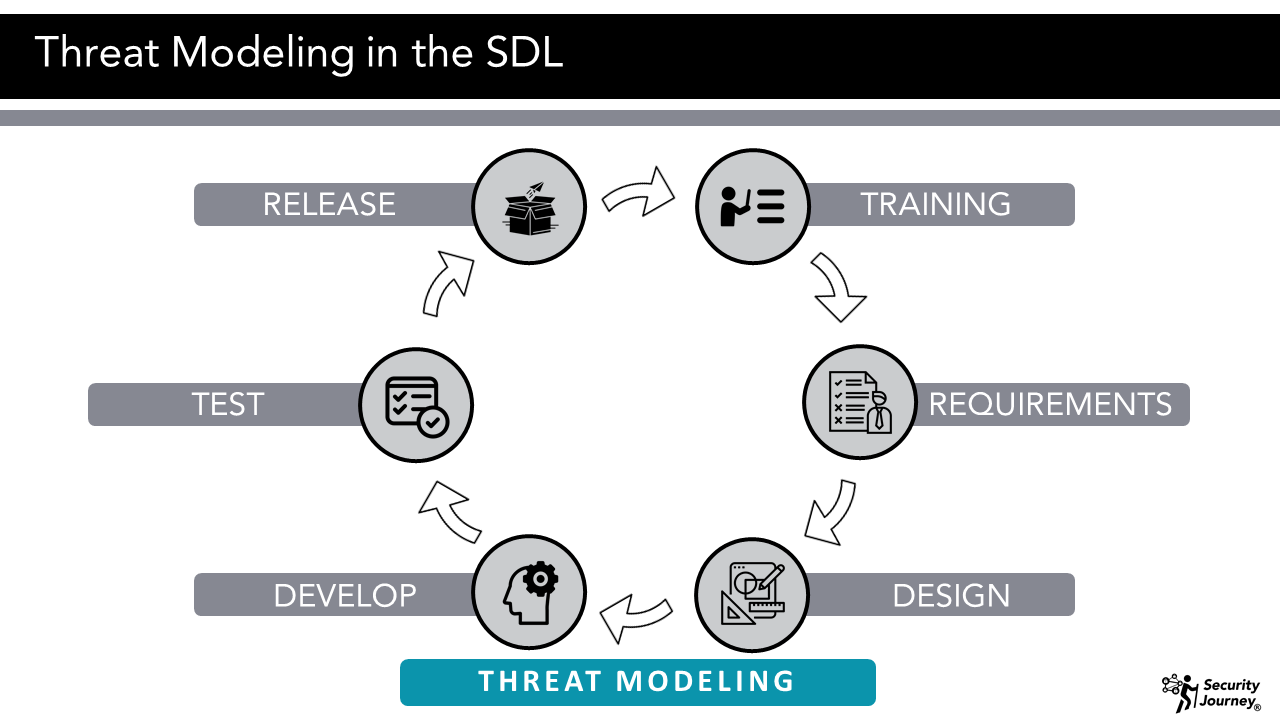 Threat Modeling in the SDL
RELEASE
TRAINING
TEST
REQUIREMENTS
DEVELOP
DESIGN
THREAT MODELING
Security
Journey®